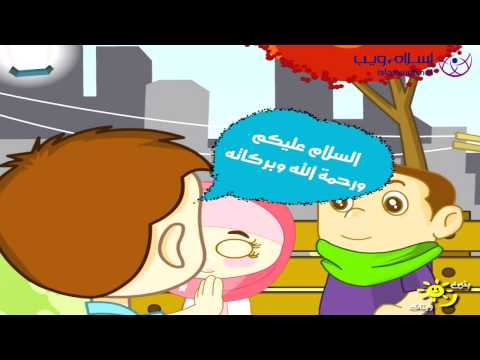 إسلام ويب
السلام عليكم
ورحمة الله وبركاته